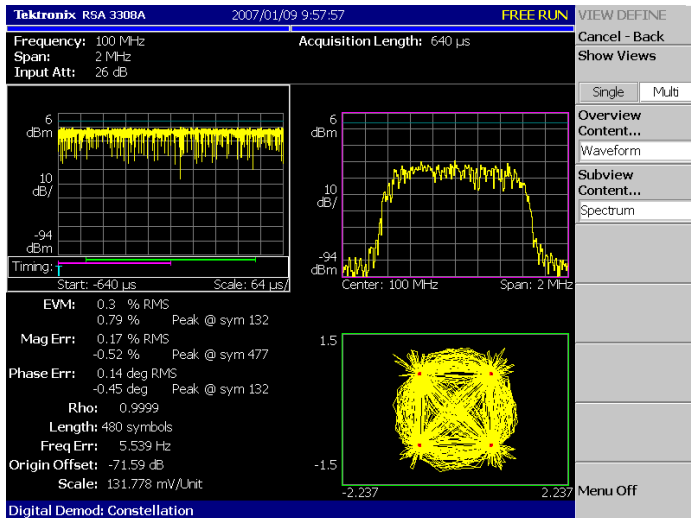 Tektronix RSA 3308A 2007/01/09 9:57:57 FREE RUN
Frequency: 100 MHz Acquisition Length: 640 µs
Span: 2 MHz
Input Att: 26 dB
6
dBm
10
dB/
-94
dBm
Timing: T
Start: -640 µs Scale: 64 µs/
6
dBm
10
dB/
-94
dBm
Center: 100 MHz Span: 2 MHz
EVM: 0.3 % RMS
0.79 % Peak @ sym 132
Mag Err: 0.17 % RMS
-0.52 % Peak @ sym 477
Phase Err: 0.14 deg RMS
-0.45 deg Peak @ sym 132
Rho: 0.9999
Length: 480 symbols
Freq Err: 5.539 Hz
Origin Offset: -71.59 dB
Scale: 131.778 mV/Unit
1.5
-1.5
-2.237 2.237
Digital Demod: Constellation
VIEW DEFINE
Cancel - Back
Show Views
Single Multi
Overview
Content...
Waveform
Subview
Content...
Spectrum
Menu Off